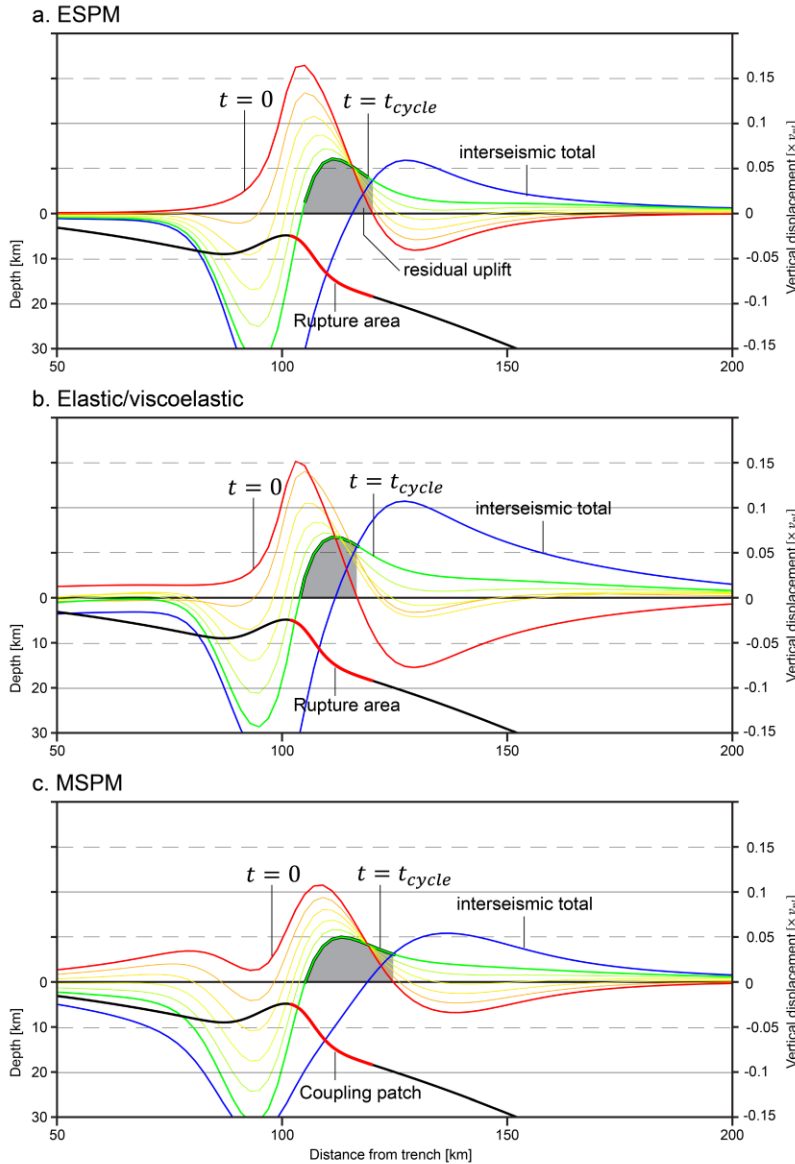 a. ESPM
t = 0
t = t_cycle
interseismic total
residual uplift
Rupture area
Depth [km]
0
10
20
30
0.15
0.1
0.05
0
-0.05
-0.1
-0.15
Vertical displacement [× v_pl]
50
100
150
200
b. Elastic/viscoelastic
t = 0
t = t_cycle
interseismic total
Rupture area
Depth [km]
0
10
20
30
0.15
0.1
0.05
0
-0.05
-0.1
-0.15
Vertical displacement [× v_pl]
50
100
150
200
c. MSPM
t = 0
t = t_cycle
interseismic total
Coupling patch
Depth [km]
0
10
20
30
0.15
0.1
0.05
0
-0.05
-0.1
-0.15
Vertical displacement [× v_pl]
50
100
150
200
Distance from trench [km]